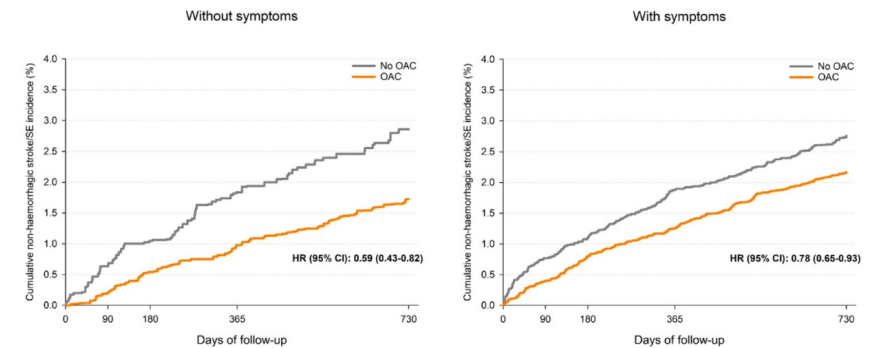 Without symptoms
Cumulative non-haemorrhagic stroke/SE incidence (%)
4.0
3.5
3.0
2.5
2.0
1.5
1.0
0.5
0.0
No OAC
OAC
HR (95% CI): 0.59 (0.43-0.82)
0 90 180 365 730
Days of follow-up
With symptoms
Cumulative non-haemorrhagic stroke/SE incidence (%)
4.0
3.5
3.0
2.5
2.0
1.5
1.0
0.5
0.0
No OAC
OAC
HR (95% CI): 0.78 (0.65-0.93)
0 90 180 365 730
Days of follow-up